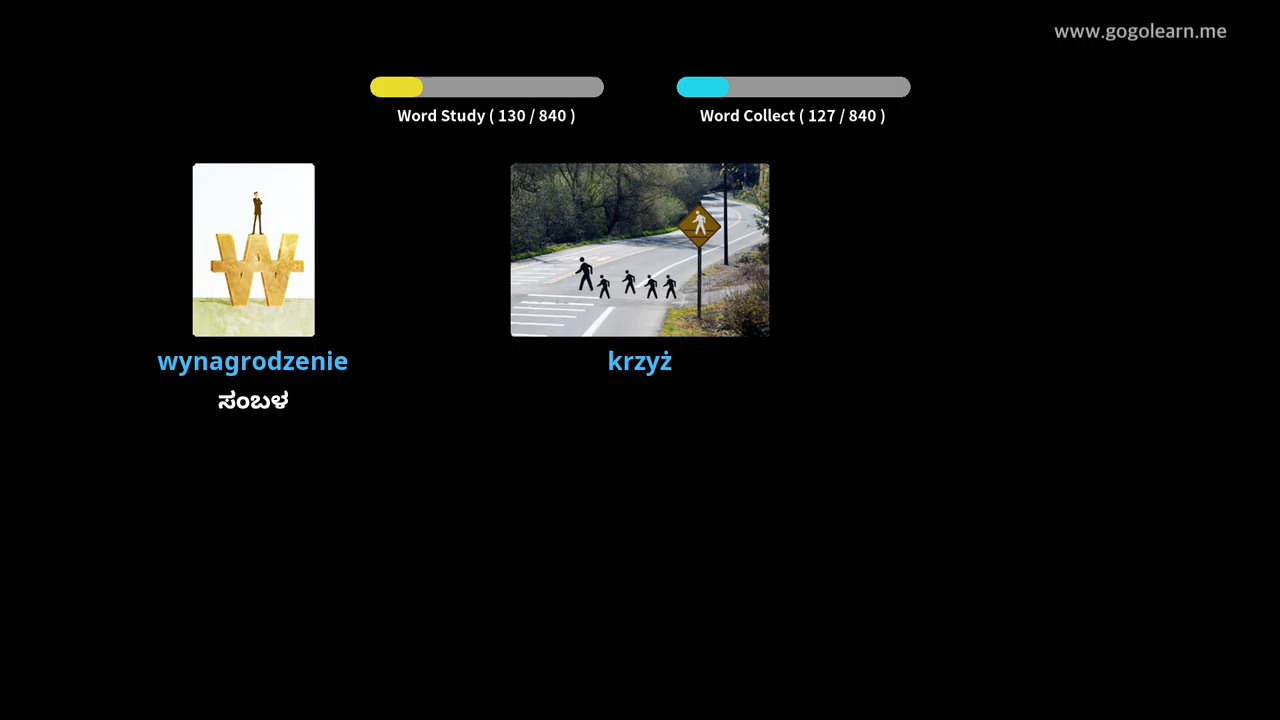 www.gogolearn.me
Word Study ( 130 / 840 )
Word Collect ( 127 / 840 )
wynagrodzenie
krzyż
ಸಂಬಳ